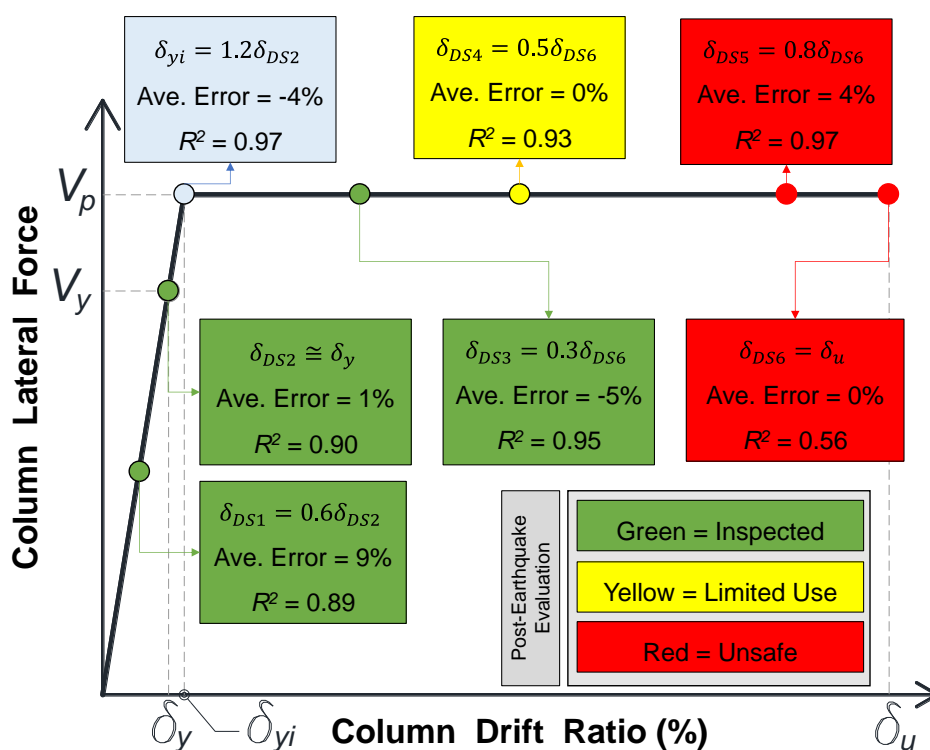 δyi = 1.2δDS2
Ave. Error = -4%
R² = 0.97
δDS4 = 0.5δDS6
Ave. Error = 0%
R² = 0.93
δDS5 = 0.8δDS6
Ave. Error = 4%
R² = 0.97
Vp
Vy
Column Lateral Force
δDS2 ≅ δy
Ave. Error = 1%
R² = 0.90
δDS3 = 0.3δDS6
Ave. Error = -5%
R² = 0.95
δDS6 = δu
Ave. Error = 0%
R² = 0.56
δDS1 = 0.6δDS2
Ave. Error = 9%
R² = 0.89
Post-Earthquake
Evaluation
Green = Inspected
Yellow = Limited Use
Red = Unsafe
δy
δyi
Column Drift Ratio (%)
δu